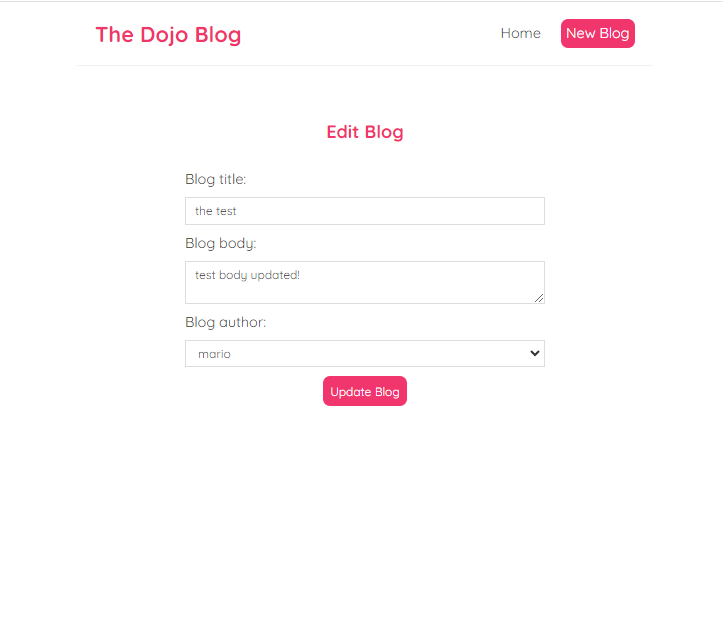 The Dojo Blog
Home
New Blog
Edit Blog
Blog title:
the test
Blog body:
test body updated!
Blog author:
mario
Update Blog